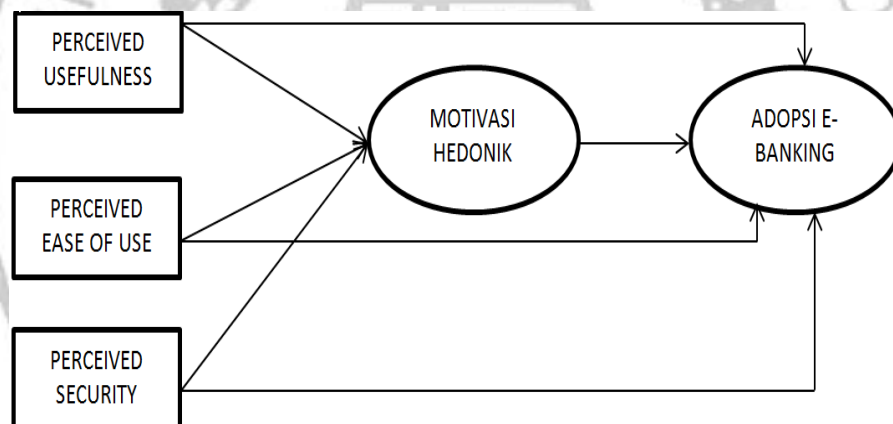 PERCEIVED
USEFULNESS
MOTIVASI
HEDONIK
ADOPSI E-
BANKING
PERCEIVED
EASE OF USE
PERCEIVED
SECURITY